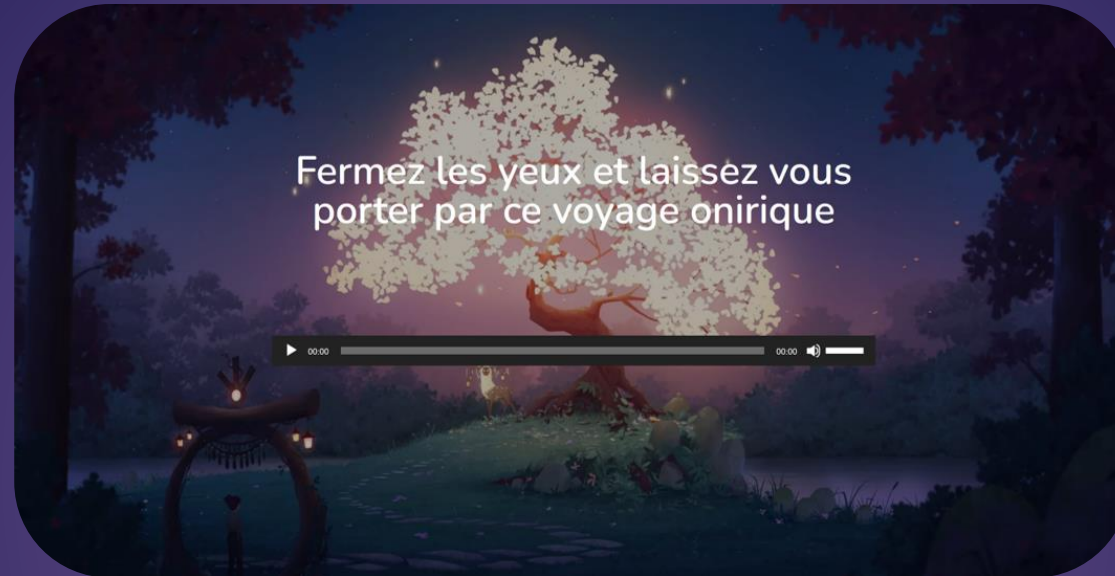 Fermez les yeux et laissez vous
porter par ce voyage onirique
00:00 00:00